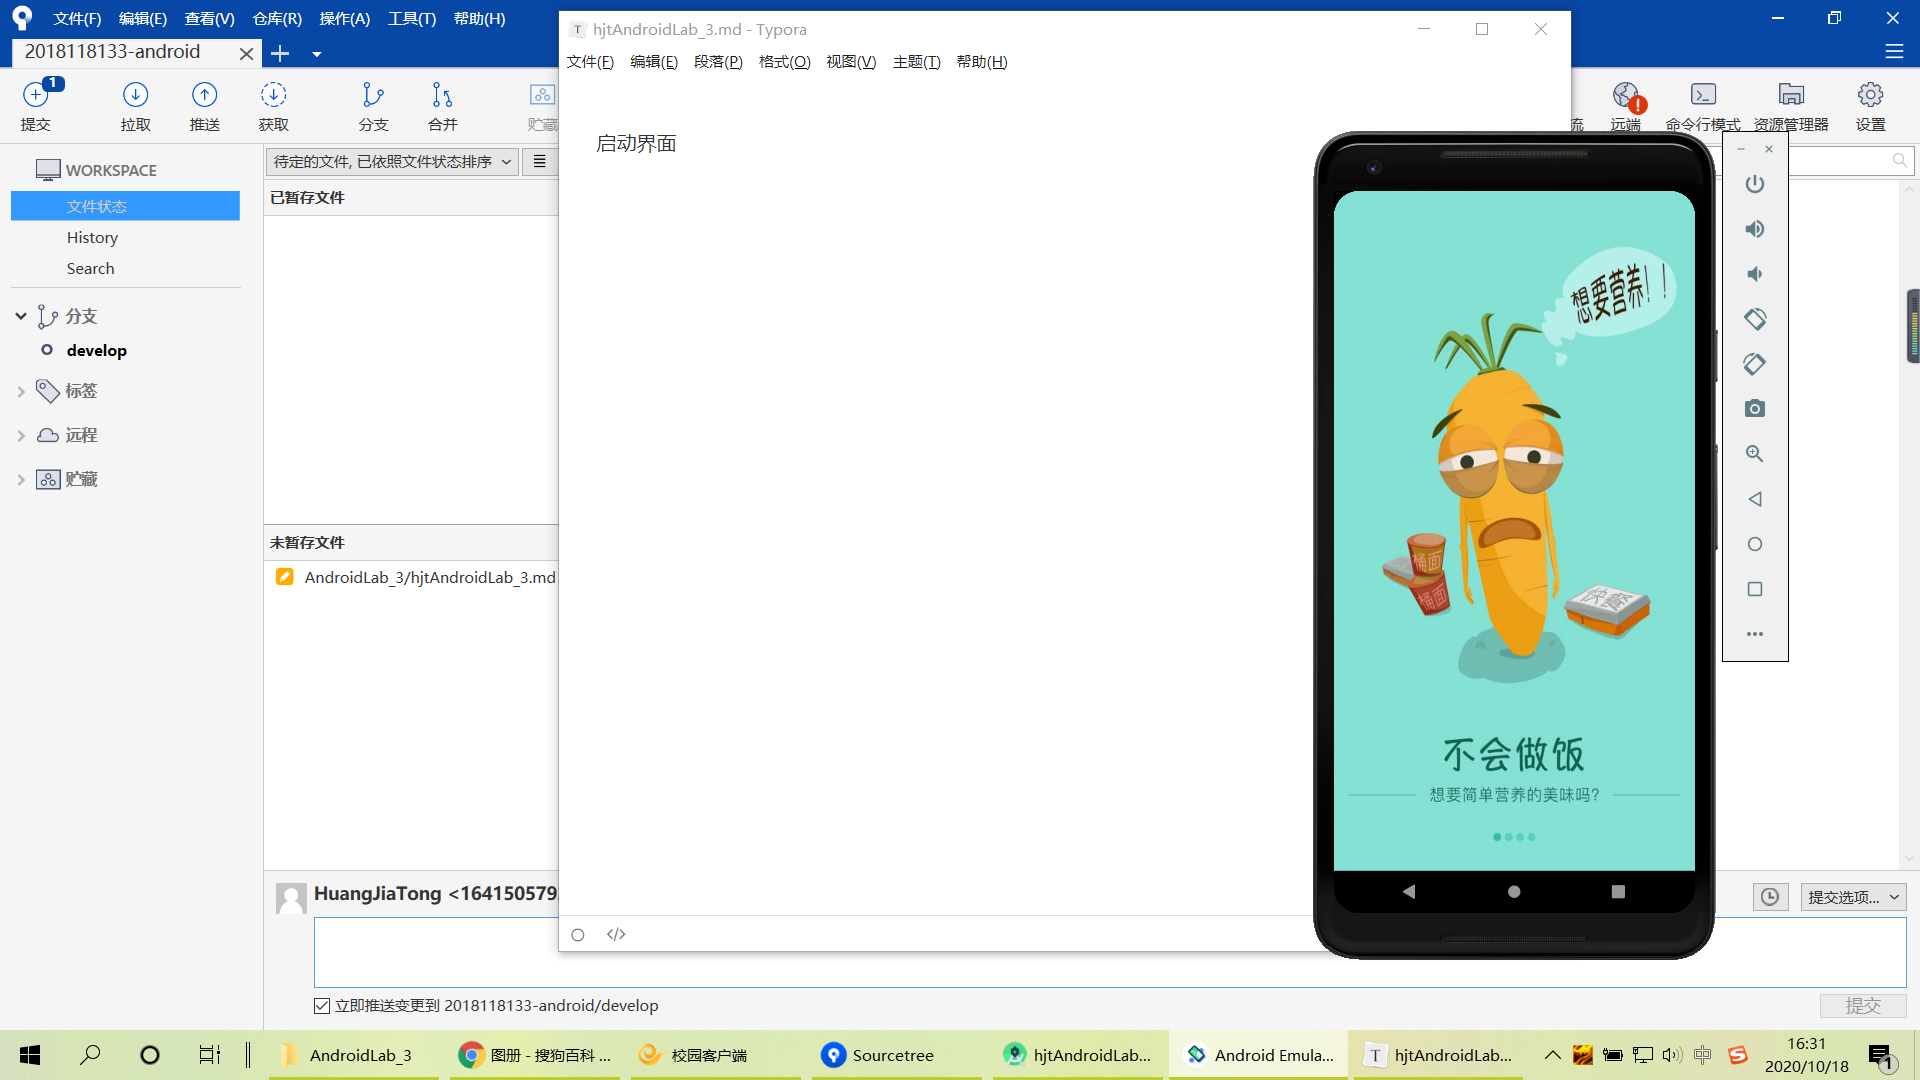 文件(F) 编辑(E) 查看(V) 仓库(R) 操作(A) 工具(T) 帮助(H)
2018118133-android
1
提交 拉取 推送 获取 分支 合并 贮藏
流 远端 命令行模式 资源管理器 设置
WORKSPACE
文件状态
History
Search
分支
develop
标签
远程
贮藏
待定的文件, 已依照文件状态排序
已暂存文件
未暂存文件
AndroidLab_3/hjtAndroidLab_3.md
HuangJiaTong <164150579
立即推送变更到 2018118133-android/develop
提交选项...
提交
hjtAndroidLab_3.md - Typora
文件(F) 编辑(E) 段落(P) 格式(O) 视图(V) 主题(T) 帮助(H)
启动界面
</>
想要营养!!
桶面
桶面
快餐
不会做饭
想要简单营养的美味吗?
AndroidLab_3
图册 - 搜狗百科 ...
校园客户端
Sourcetree
hjtAndroidLab...
Android Emula...
T hjtAndroidLab...
中
16:31
2020/10/18
1